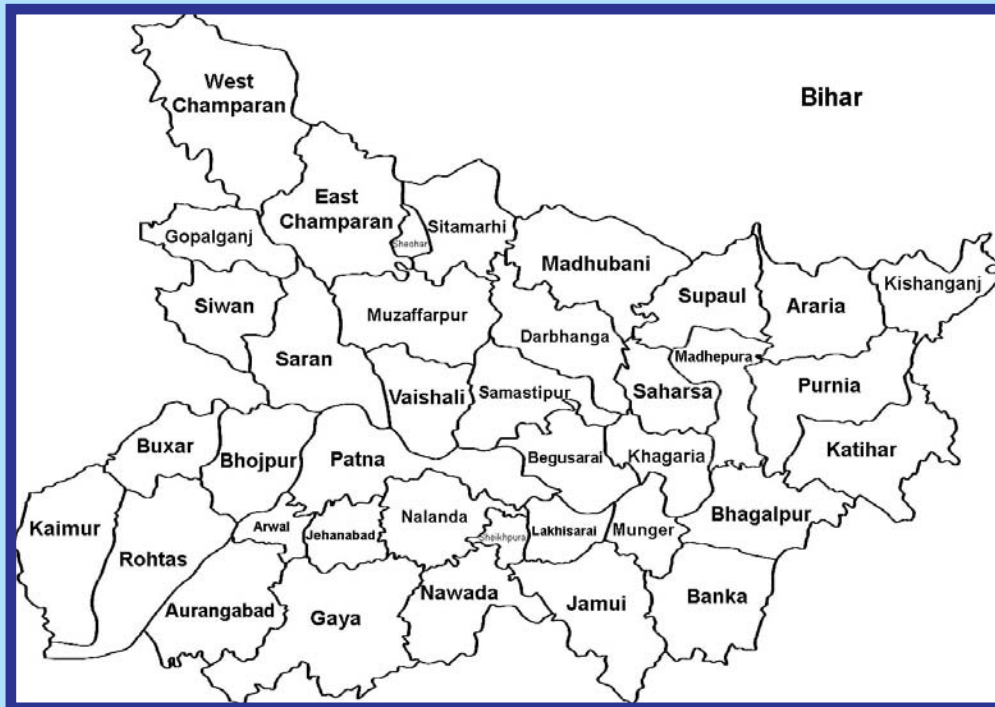 West
Champaran
Bihar
East
Champaran
Sheohar
Sitamarhi
Gopalganj
Madhubani
Siwan
Muzaffarpur
Supaul
Araria
Kishanganj
Darbhanga
Saran
Madhepura
Vaishali
Samastipur
Saharsa
Purnia
Buxar
Bhojpur
Patna
Begusarai
Khagaria
Katihar
Kaimur
Rohtas
Arwal
Jehanabad
Nalanda
Sheikhpura
Lakhisarai
Munger
Bhagalpur
Aurangabad
Gaya
Nawada
Jamui
Banka